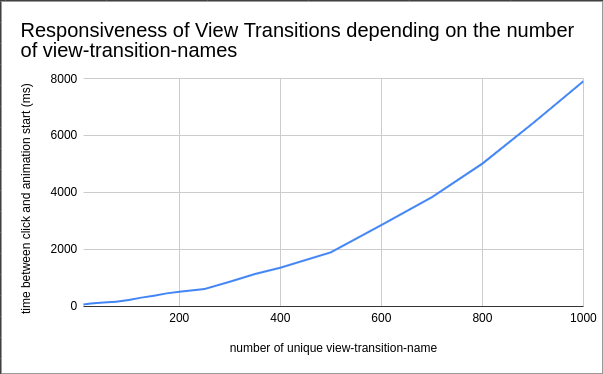 Responsiveness of View Transitions depending on the number
of view-transition-names
time between click and animation start (ms)
8000
6000
4000
2000
0
200
400
600
800
1000
number of unique view-transition-name